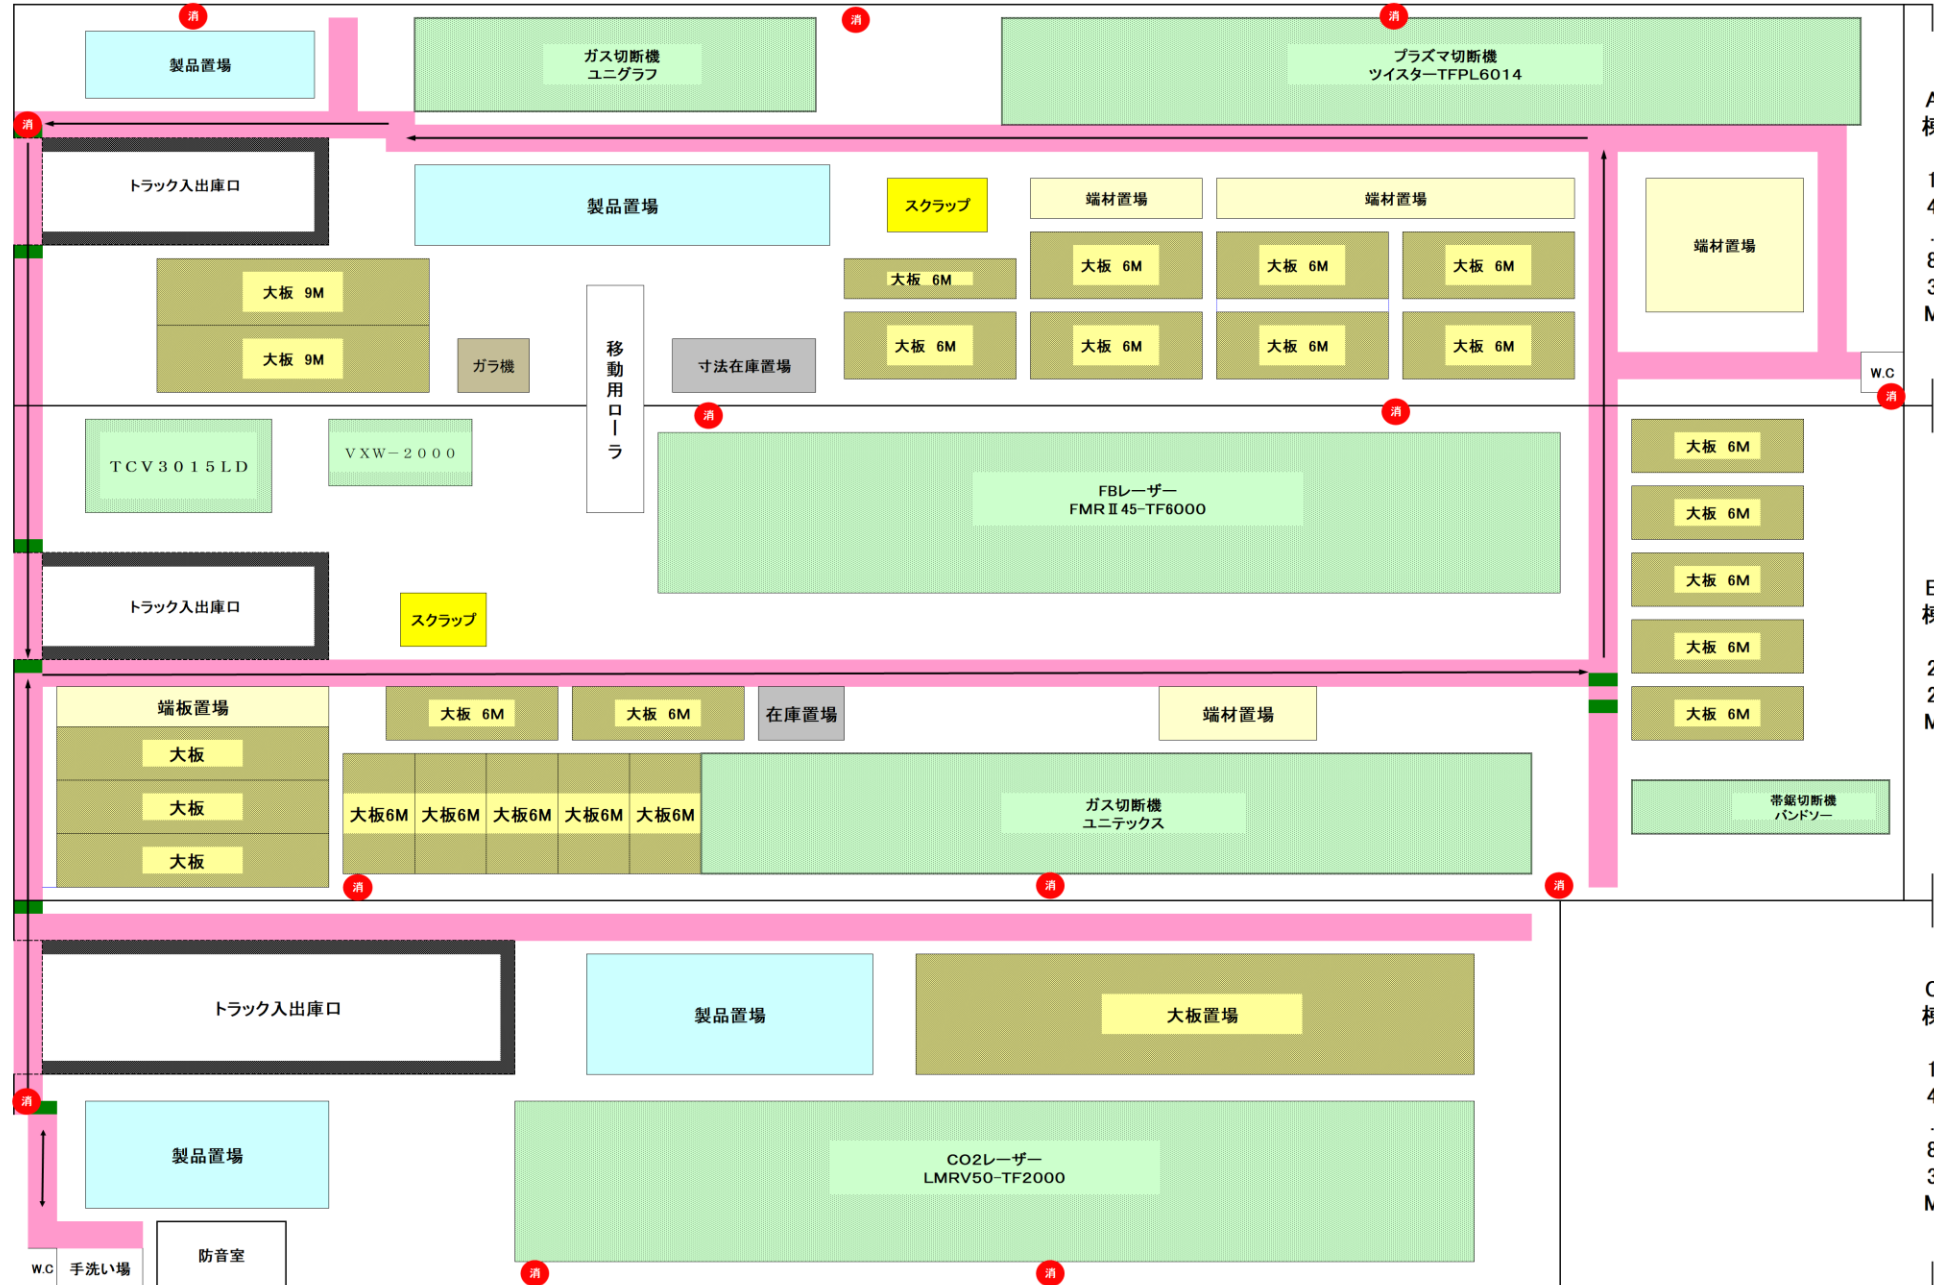 消
消
消
製品置場
ガス切断機
ユニグラフ
プラズマ切断機
ツイスターTFPL6014
消
トラック入出庫口
製品置場
スクラップ
端材置場
端材置場
端材置場
大板 9M
大板 9M
ガラ機
移動用ローラ
寸法在庫置場
大板 6M
大板 6M
大板 6M
大板 6M
大板 6M
大板 6M
大板 6M
大板 6M
W.C
消
消
消
TCV3015LD
VXW-2000
FBレーザー
FMRⅡ45-TF6000
大板 6M
大板 6M
大板 6M
大板 6M
大板 6M
トラック入出庫口
スクラップ
端板置場
大板
大板
大板
大板 6M
大板 6M
在庫置場
端材置場
大板6M
大板6M
大板6M
大板6M
大板6M
ガス切断機
ユニテックス
帯鋸切断機
バンドソー
消
消
消
トラック入出庫口
製品置場
大板置場
消
製品置場
CO2レーザー
LMRV50-TF2000
W.C
手洗い場
防音室
消
消